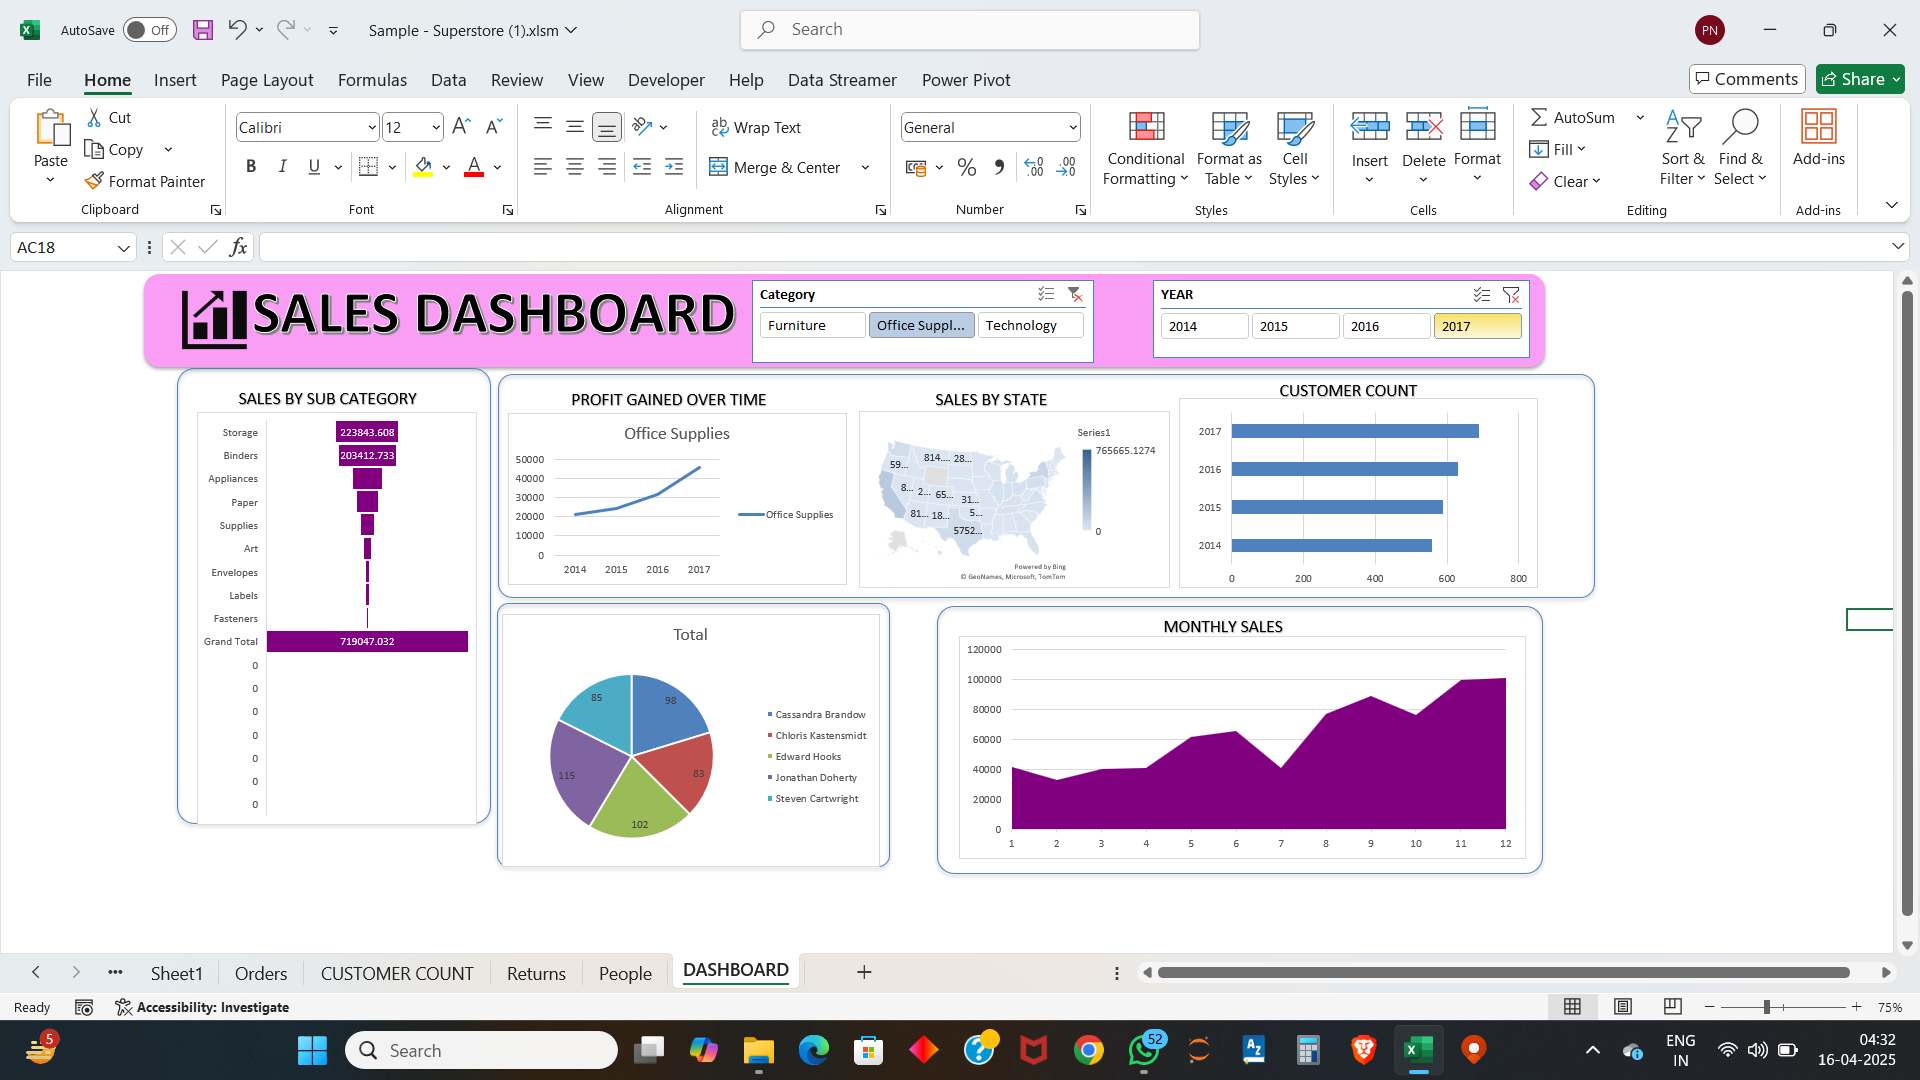 AutoSave Off Sample - Superstore (1).xlsm Search PN
File Home Insert Page Layout Formulas Data Review View Developer Help Data Streamer Power Pivot Comments Share
Paste
Cut
Copy
Format Painter
Clipboard
Calibri 12
B I U A
Font
Wrap Text
Merge & Center
Alignment
General
Number
Conditional Formatting
Format as Table
Cell Styles
Styles
Insert Delete Format
Cells
AutoSum
Fill
Clear
Sort & Filter
Find & Select
Editing
Add-ins
Add-ins
AC18 fx
SALES DASHBOARD
Category
Furniture Office Suppl... Technology
YEAR
2014 2015 2016 2017
SALES BY SUB CATEGORY
Storage 223843.608
Binders 203412.733
Appliances
Paper
Supplies
Art
Envelopes
Labels
Fasteners
Grand Total 719047.032
0
0
0
0
0
0
0
PROFIT GAINED OVER TIME
Office Supplies
50000
40000
30000
20000
10000
0
2014 2015 2016 2017
Office Supplies
SALES BY STATE
Series1
765665.1274
0
59... 814.... 28...
8... 2... 65... 31...
81... 18... 5...
5752...
Powered by Bing
© GeoNames, Microsoft, TomTom
CUSTOMER COUNT
2017
2016
2015
2014
0 200 400 600 800
Total
85 98
115 83
102
Cassandra Brandow
Chloris Kastensmidt
Edward Hooks
Jonathan Doherty
Steven Cartwright
MONTHLY SALES
120000
100000
80000
60000
40000
20000
0
1 2 3 4 5 6 7 8 9 10 11 12
Sheet1 Orders CUSTOMER COUNT Returns People DASHBOARD
Ready Accessibility: Investigate 75%
5 Search 52 ENG IN 04:32 16-04-2025